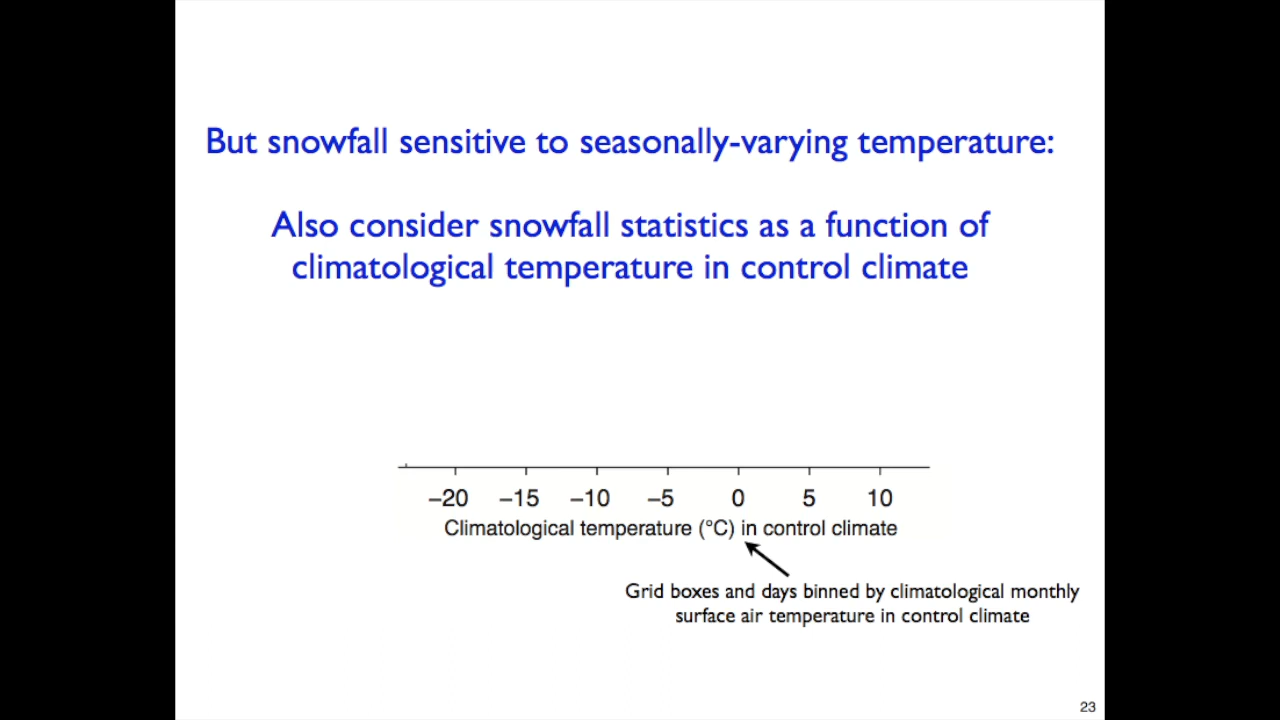 But snowfall sensitive to seasonally-varying temperature:
Also consider snowfall statistics as a function of
climatological temperature in control climate
−20 −15 −10 −5 0 5 10
Climatological temperature (°C) in control climate
Grid boxes and days binned by climatological monthly
surface air temperature in control climate
23